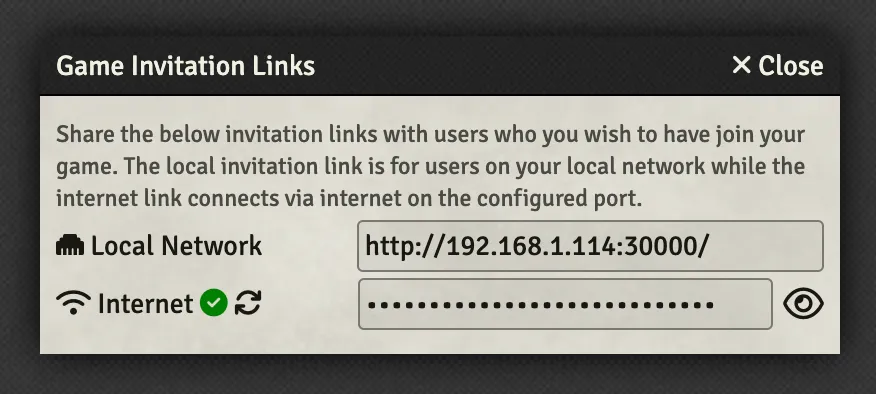 Game Invitation Links
Close
Share the below invitation links with users who you wish to have join your
game. The local invitation link is for users on your local network while the
internet link connects via internet on the configured port.
Local Network
http://192.168.1.114:30000/
Internet